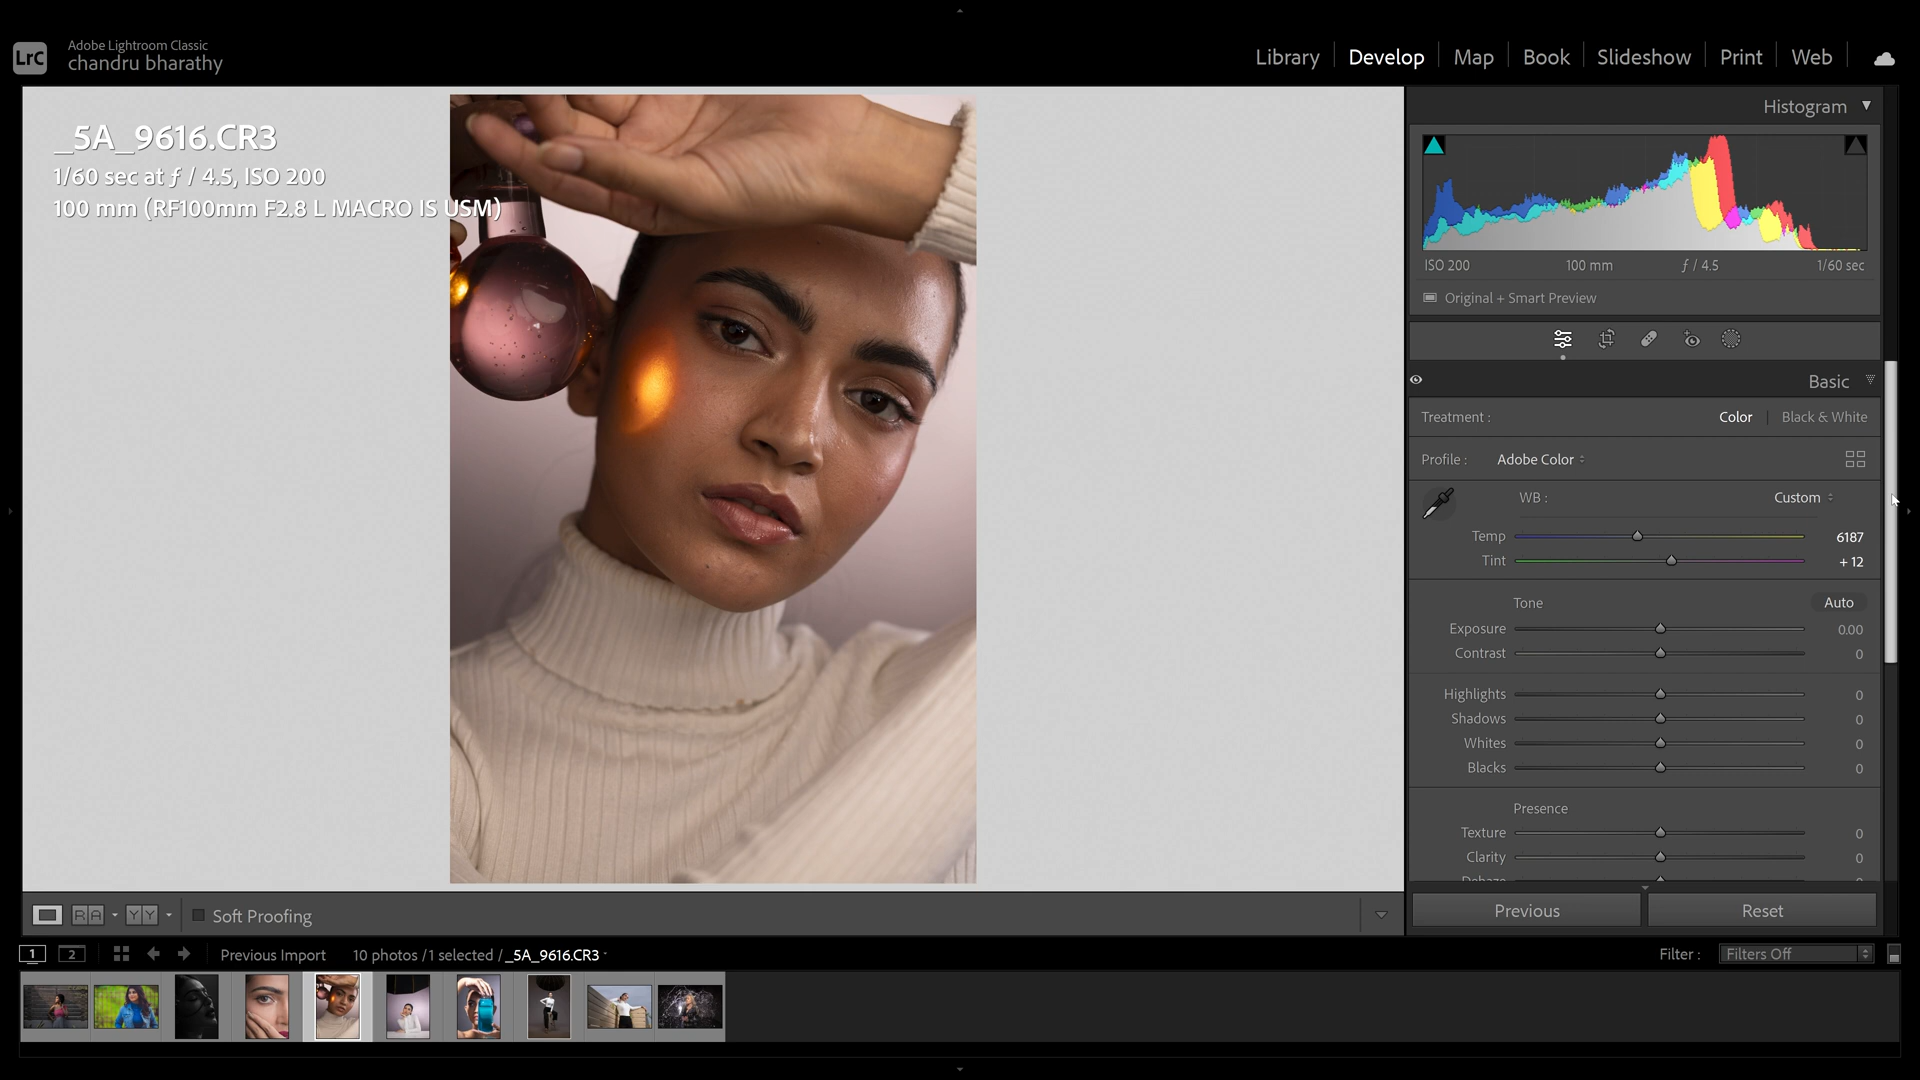 LrC
Adobe Lightroom Classic
chandru bharathy
Library Develop Map Book Slideshow Print Web
_5A_9616.CR3
1/60 sec at ƒ / 4.5, ISO 200
100 mm (RF100mm F2.8 L MACRO IS USM)
Histogram
ISO 200 100 mm ƒ / 4.5 1/60 sec
Original + Smart Preview
Basic
Treatment : Color Black & White
Profile : Adobe Color
WB : Custom
Temp 6187
Tint + 12
Tone Auto
Exposure 0.00
Contrast 0
Highlights 0
Shadows 0
Whites 0
Blacks 0
Presence
Texture 0
Clarity 0
Dehaze 0
Previous Reset
R A Y Y Soft Proofing
1 2 Previous Import 10 photos /1 selected / _5A_9616.CR3 Filter : Filters Off